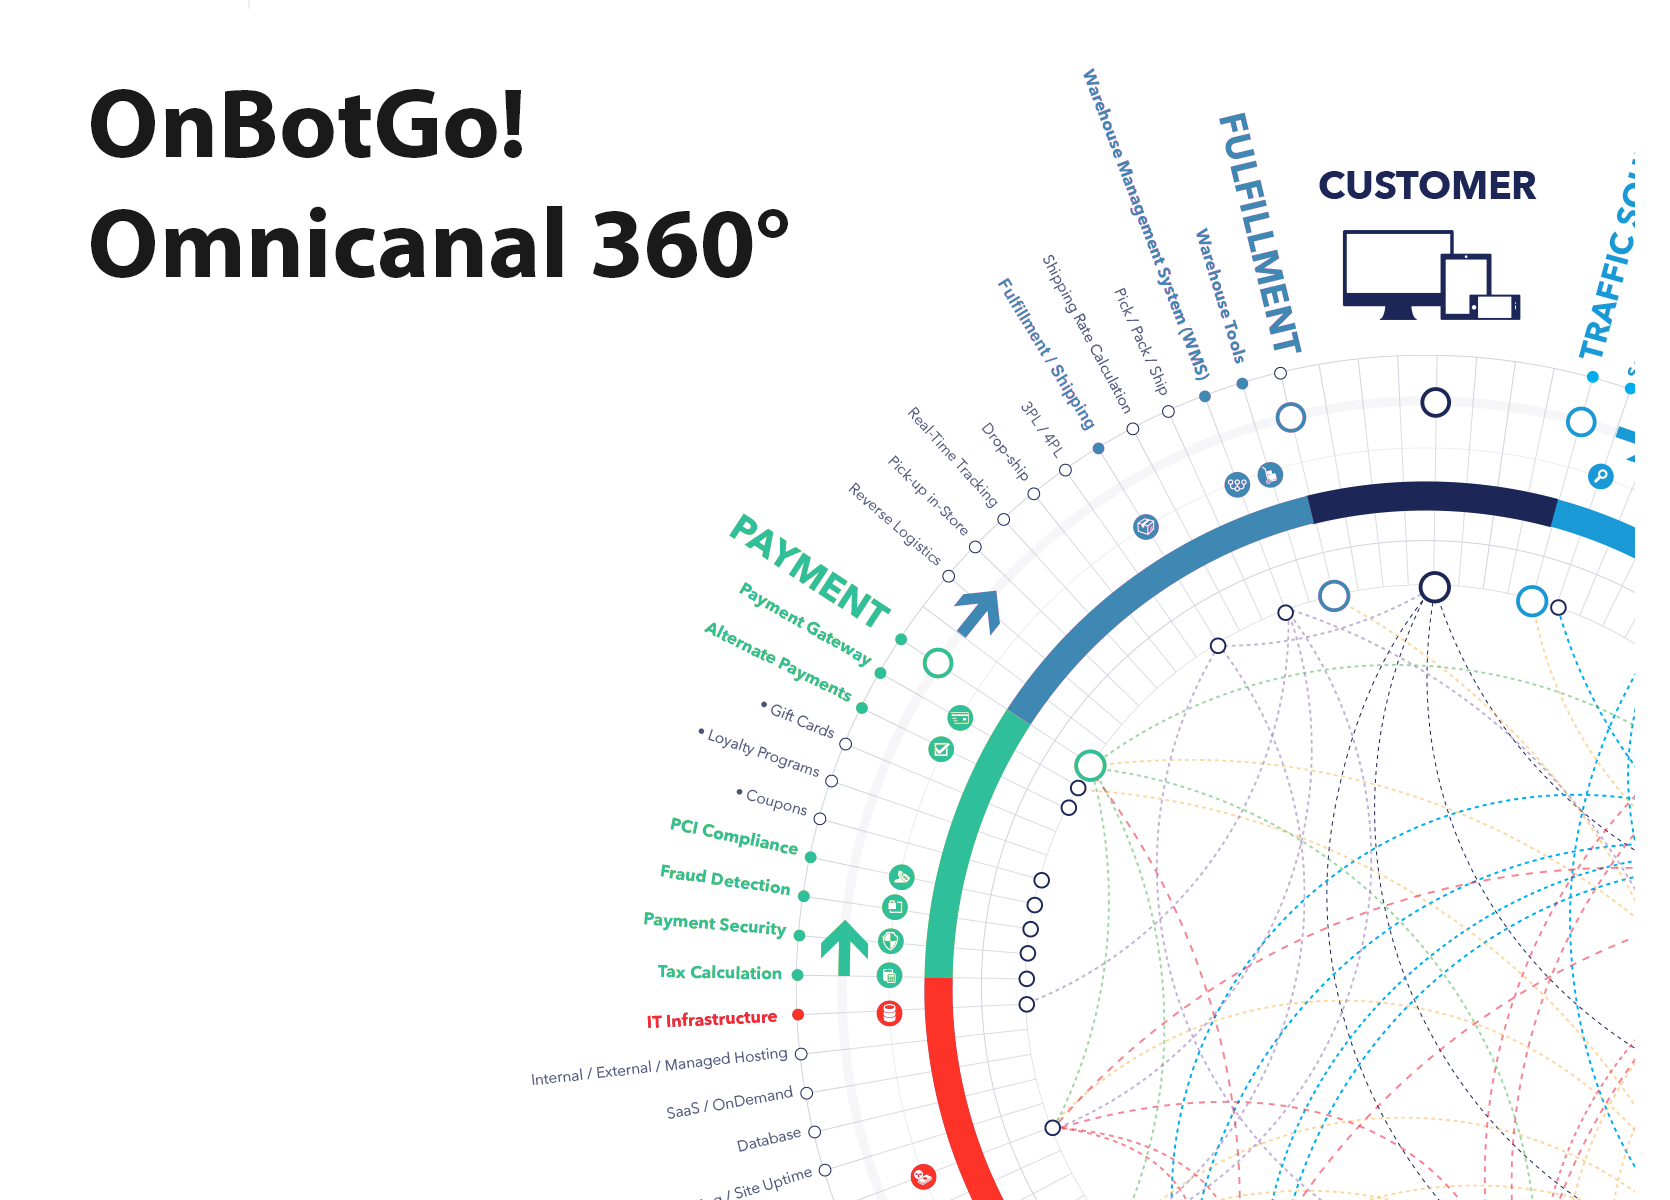 OnBotGo!
Omnicanal 360°
CUSTOMER
TRAFFIC
FULFILLMENT
Warehouse Tools
Warehouse Management System (WMS)
Pick / Pack / Ship
Shipping Rate Calculation
Fulfillment / Shipping
3PL / 4PL
Drop-ship
Real-Time Tracking
Pick-up in-Store
Reverse Logistics
PAYMENT
Payment Gateway
Alternate Payments
• Gift Cards
• Loyalty Programs
• Coupons
PCI Compliance
Fraud Detection
Payment Security
Tax Calculation
IT Infrastructure
Internal / External / Managed Hosting
SaaS / OnDemand
Database
/ Site Uptime